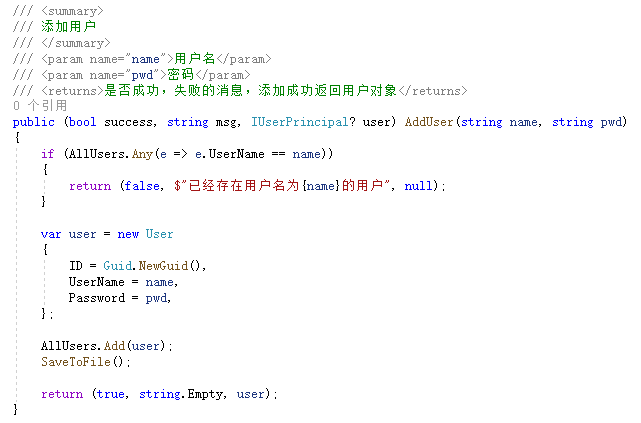 /// <summary>
/// 添加用户
/// </summary>
/// <param name="name">用户名</param>
/// <param name="pwd">密码</param>
/// <returns>是否成功，失败的消息，添加成功返回用户对象</returns>
0 个引用
public (bool success, string msg, IUserPrincipal? user) AddUser(string name, string pwd)
{
    if (AllUsers.Any(e => e.UserName == name))
    {
        return (false, $"已经存在用户名为{name}的用户", null);
    }

    var user = new User
    {
        ID = Guid.NewGuid(),
        UserName = name,
        Password = pwd,
    };

    AllUsers.Add(user);
    SaveToFile();

    return (true, string.Empty, user);
}